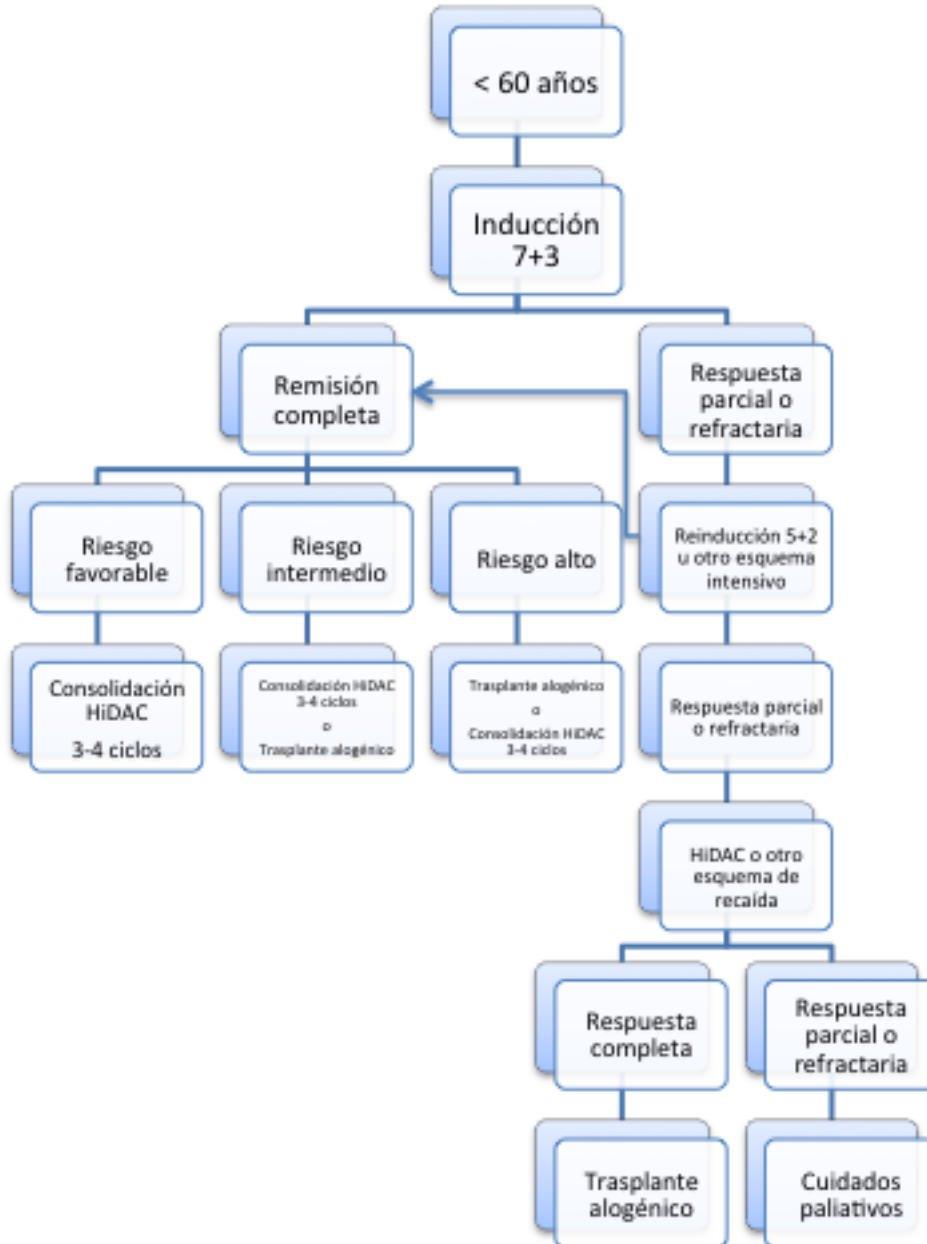 < 60 años
Inducción
7+3
Remisión
completa
Respuesta
parcial o
refractaria
Riesgo
favorable
Riesgo
intermedio
Riesgo alto
Reinducción 5+2
u otro esquema
intensivo
Consolidación
HiDAC
3-4 ciclos
Consolidación HiDAC
3-4 ciclos
o
Trasplante alogénico
Trasplante alogénico
o
Consolidación HiDAC
3-4 ciclos
Respuesta parcial
o refractaria
HiDAC o otro
esquema de
recaída
Respuesta
completa
Respuesta
parcial o
refractaria
Trasplante
alogénico
Cuidados
paliativos